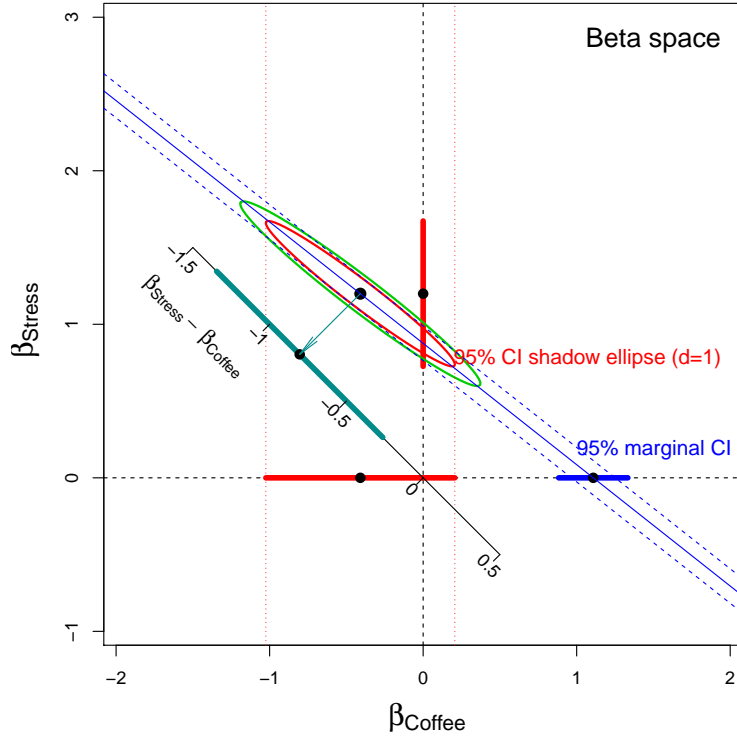 Beta space
3
2
1
0
−1
βStress
−1.5
−1
−0.5
0
0.5
βStress − βCoffee
95% CI shadow ellipse (d=1)
95% marginal CI
−2
−1
0
1
2
βCoffee